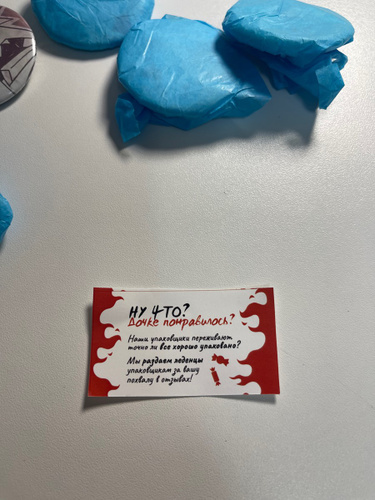 НУ ЧТО?
Дочке понравилось?
Наши упаковщики переживают
точно ли все хорошо упаковано?
Мы раздаем леденцы
упаковщикам за вашу
похвалу в отзывах!